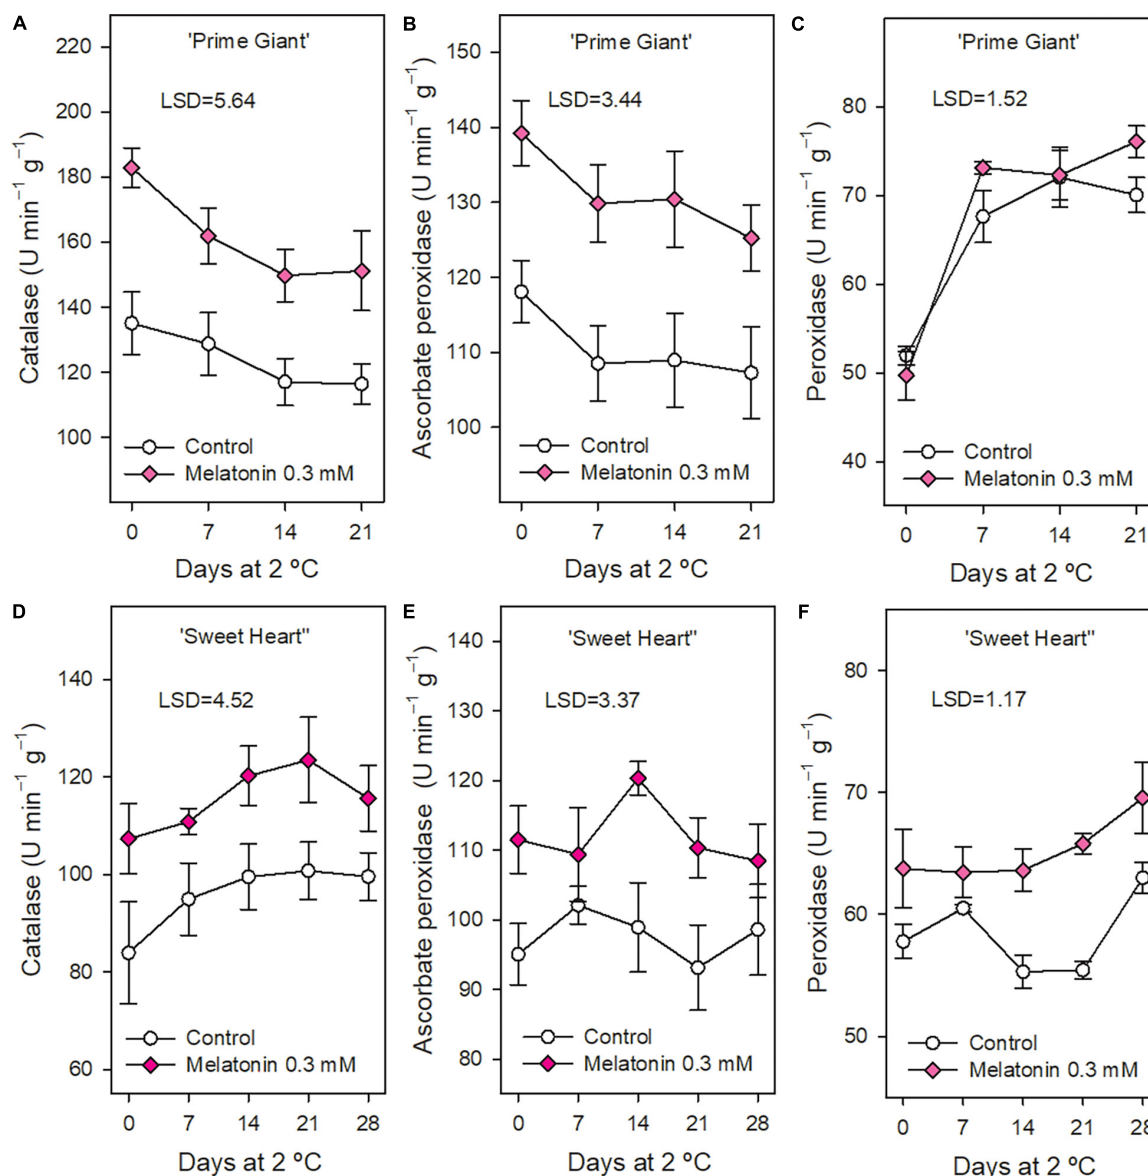 A
'Prime Giant'
LSD=5.64
Catalase (U min⁻¹ g⁻¹)
220
200
180
160
140
120
100
Control
Melatonin 0.3 mM
0 7 14 21
Days at 2 ºC
B
'Prime Giant'
LSD=3.44
Ascorbate peroxidase (U min⁻¹ g⁻¹)
150
140
130
120
110
100
Control
Melatonin 0.3 mM
0 7 14 21
Days at 2 ºC
C
'Prime Giant'
LSD=1.52
Peroxidase (U min⁻¹ g⁻¹)
80
70
60
50
40
Control
Melatonin 0.3 mM
0 7 14 21
Days at 2 ºC
D
'Sweet Heart"
LSD=4.52
Catalase (U min⁻¹ g⁻¹)
140
120
100
80
60
Control
Melatonin 0.3 mM
0 7 14 21 28
Days at 2 ºC
E
'Sweet Heart"
LSD=3.37
Ascorbate peroxidase (U min⁻¹ g⁻¹)
140
130
120
110
100
90
80
Control
Melatonin 0.3 mM
0 7 14 21 28
Days at 2 ºC
F
'Sweet Heart"
LSD=1.17
Peroxidase (U min⁻¹ g⁻¹)
80
70
60
50
Control
Melatonin 0.3 mM
0 7 14 21 28
Days at 2 ºC